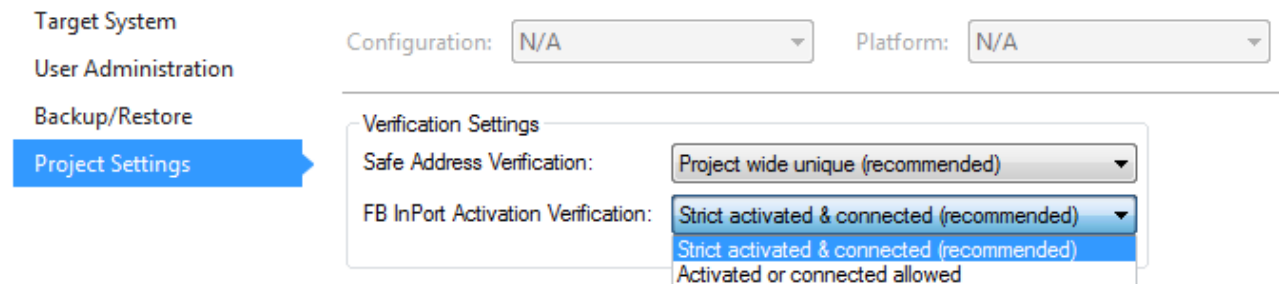 Target System
User Administration
Backup/Restore
Project Settings
Configuration: N/A Platform: N/A
Verification Settings
Safe Address Verification: Project wide unique (recommended)
FB InPort Activation Verification: Strict activated & connected (recommended)
Strict activated & connected (recommended)
Activated or connected allowed